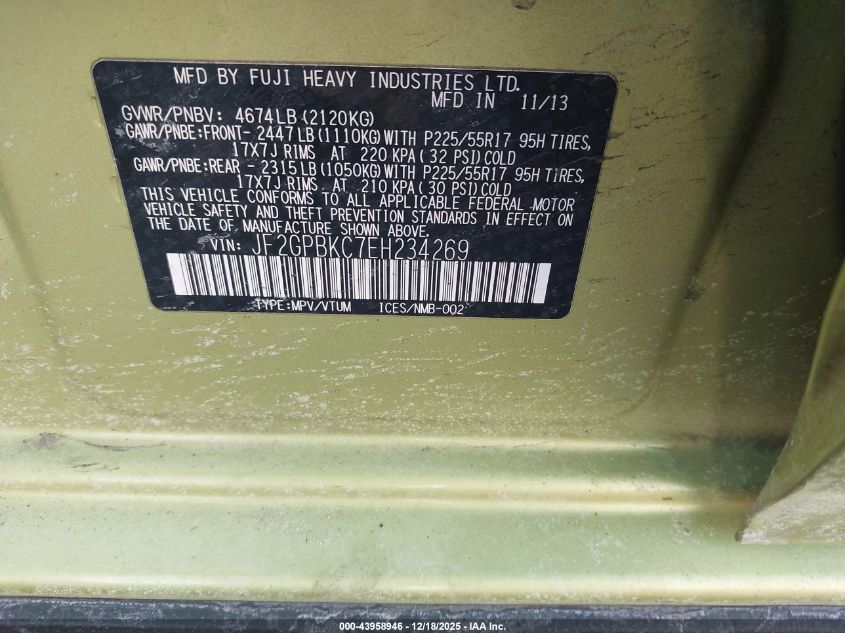 MFD BY FUJI HEAVY INDUSTRIES LTD.
MFD IN 11/13
GVWR/PNBV: 4674LB(2120KG)
GAWR/PNBE:FRONT- 2447LB(1110KG)WITH P225/55R17 95H TIRES,
17X7J RIMS AT 220 KPA(32 PSI)COLD
GAWR/PNBE:REAR - 2315LB(1050KG)WITH P225/55R17 95H TIRES,
17X7J RIMS AT 210 KPA(30 PSI)COLD
THIS VEHICLE CONFORMS TO ALL APPLICABLE FEDERAL MOTOR
VEHICLE SAFETY AND THEFT PREVENTION STANDARDS IN EFFECT ON
THE DATE OF MANUFACTURE SHOWN ABOVE.
VIN: JF2GPBKC7EH234269
TYPE:MPV/VTUM ICES/NMB-002
000-43958946 - 12/18/2025 - IAA Inc.